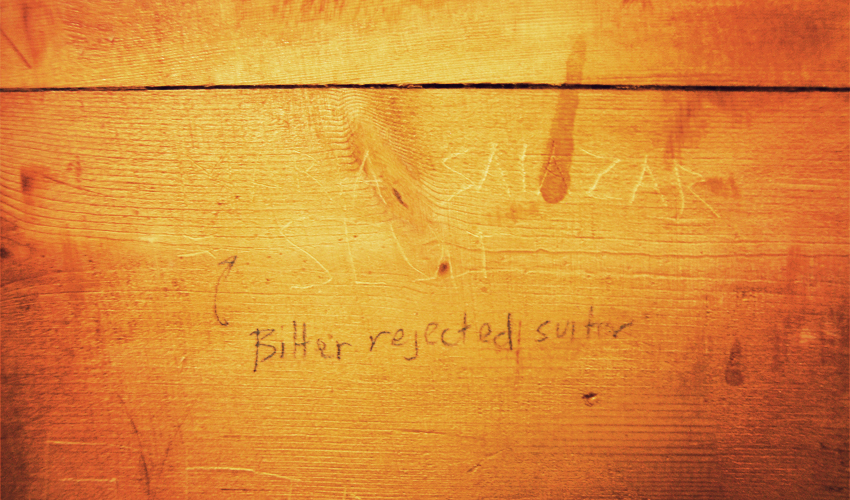 SAlAZAR
SLUT
Bitter rejected suitor